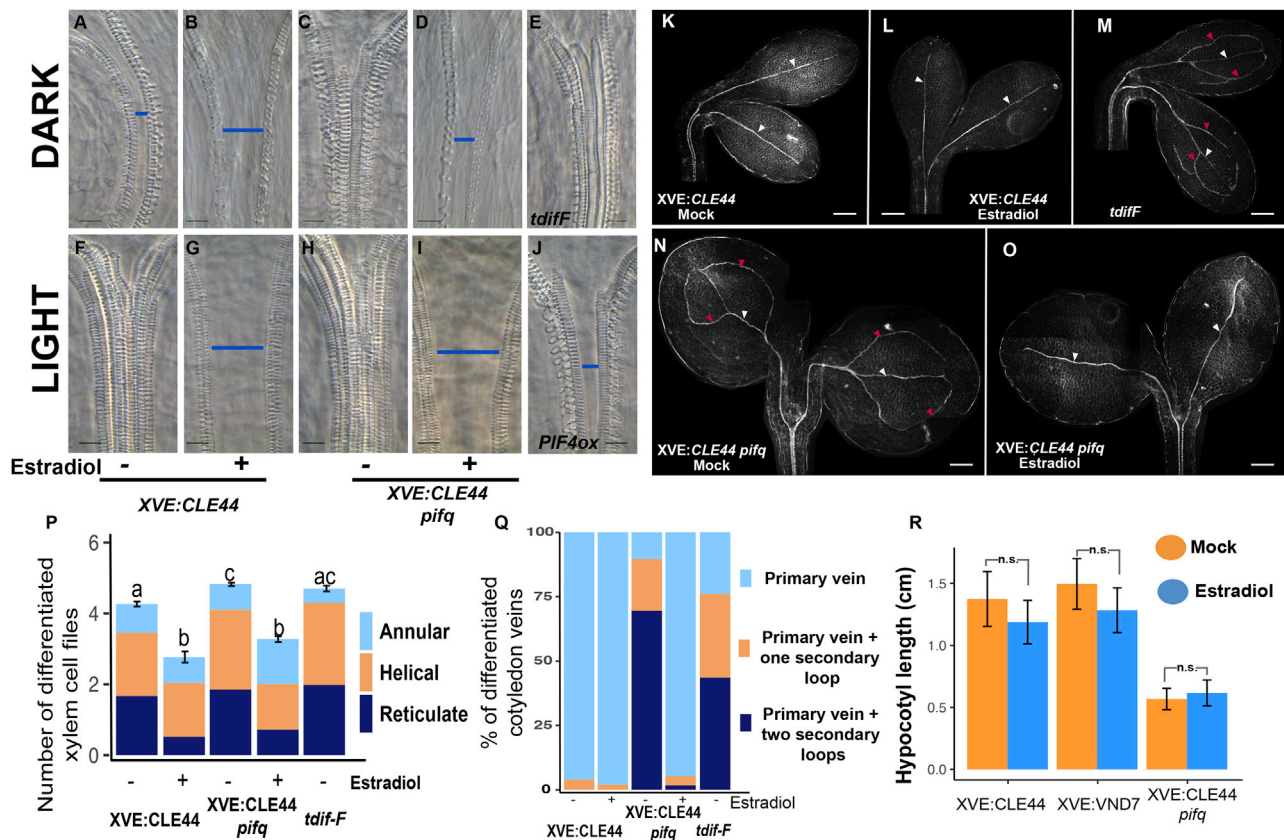 DARK
A
B
C
D
E
tdifF
LIGHT
F
G
H
I
J
PIF4ox
Estradiol
-
+
-
+
XVE:CLE44
XVE:CLE44
pifq
K
XVE:CLE44
Mock
L
XVE:CLE44
Estradiol
M
tdifF
N
XVE:CLE44 pifq
Mock
O
XVE:CLE44 pifq
Estradiol
P
Number of differentiated
xylem cell files
6
4
2
0
a
b
c
b
ac
Annular
Helical
Reticulate
- + - + - Estradiol
XVE:CLE44
XVE:CLE44
pifq
tdif-F
Q
% of differentiated
cotyledon veins
100
75
50
25
0
Primary vein
Primary vein +
one secondary
loop
Primary vein +
two secondary
loops
- + - + - Estradiol
XVE:CLE44
XVE:CLE44
pifq
tdif-F
R
Hypocotyl length (cm)
1.5
1.0
0.5
0.0
n.s.
n.s.
n.s.
Mock
Estradiol
XVE:CLE44
XVE:VND7
XVE:CLE44
pifq